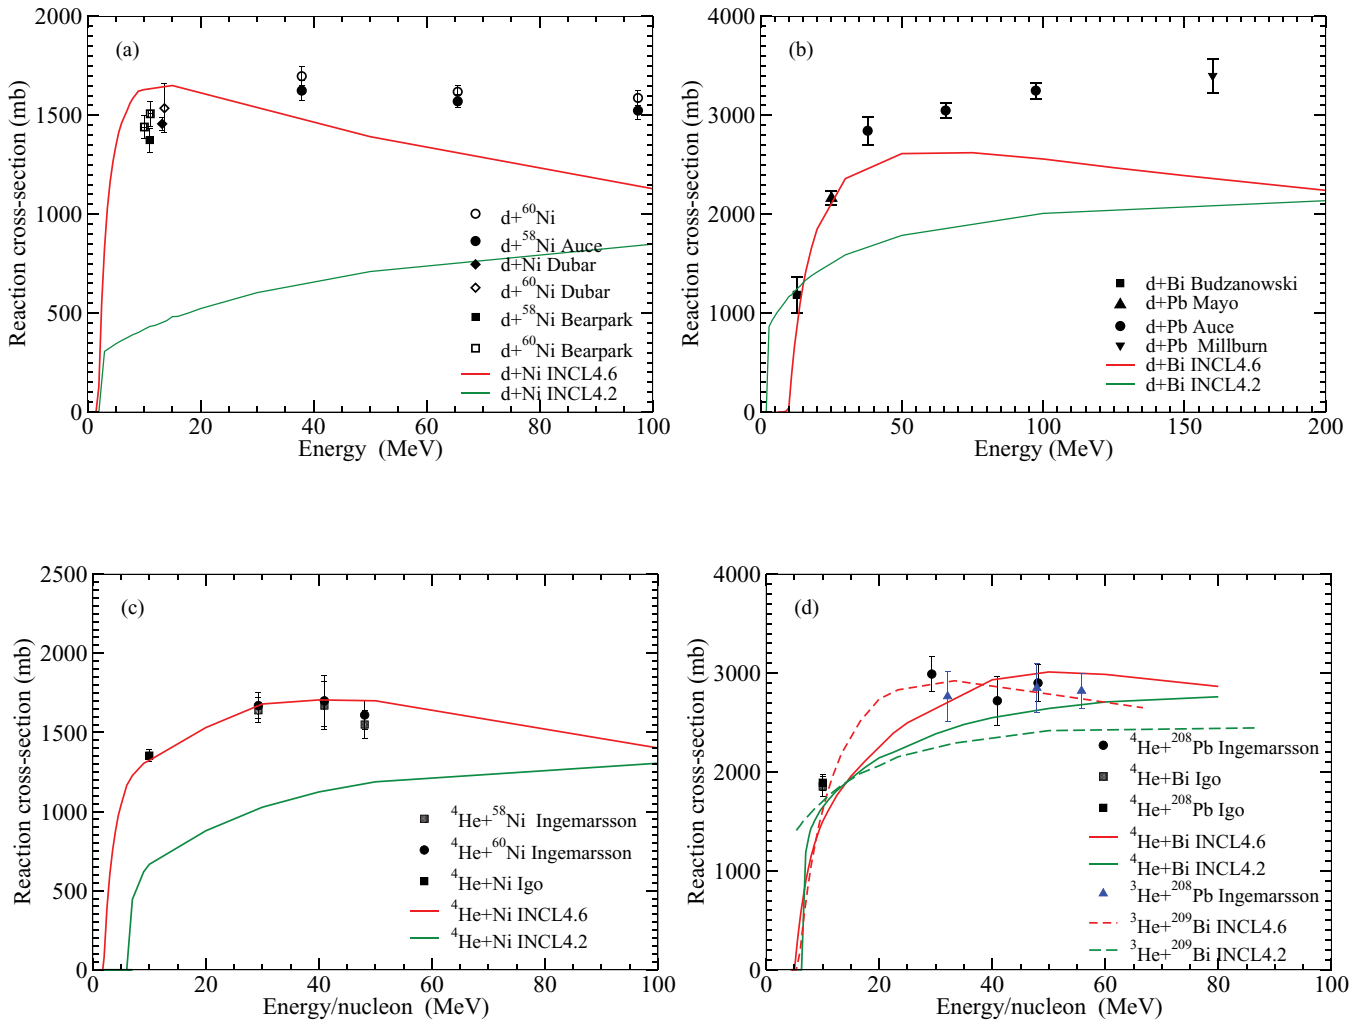 2000
1500
1000
500
0
Reaction cross-section (mb)
(a)
d+⁶⁰Ni
d+⁵⁸Ni Auce
d+Ni Dubar
d+⁶⁰Ni Dubar
d+⁵⁸Ni Bearpark
d+⁶⁰Ni Bearpark
d+Ni INCL4.6
d+Ni INCL4.2
0 20 40 60 80 100
Energy (MeV)
4000
3000
2000
1000
0
Reaction cross-section (mb)
(b)
d+Bi Budzanowski
d+Pb Mayo
d+Pb Auce
d+Pb Millburn
d+Bi INCL4.6
d+Bi INCL4.2
0 50 100 150 200
Energy (MeV)
2500
2000
1500
1000
500
0
Reaction cross-section (mb)
(c)
⁴He+⁵⁸Ni Ingemarsson
⁴He+⁶⁰Ni Ingemarsson
⁴He+Ni Igo
⁴He+Ni INCL4.6
⁴He+Ni INCL4.2
0 20 40 60 80 100
Energy/nucleon (MeV)
4000
3000
2000
1000
0
Reaction cross-section (mb)
(d)
⁴He+²⁰⁸Pb Ingemarsson
⁴He+Bi Igo
⁴He+²⁰⁸Pb Igo
⁴He+Bi INCL4.6
⁴He+Bi INCL4.2
³He+²⁰⁸Pb Ingemarsson
³He+²⁰⁹Bi INCL4.6
³He+²⁰⁹Bi INCL4.2
0 20 40 60 80 100
Energy/nucleon (MeV)